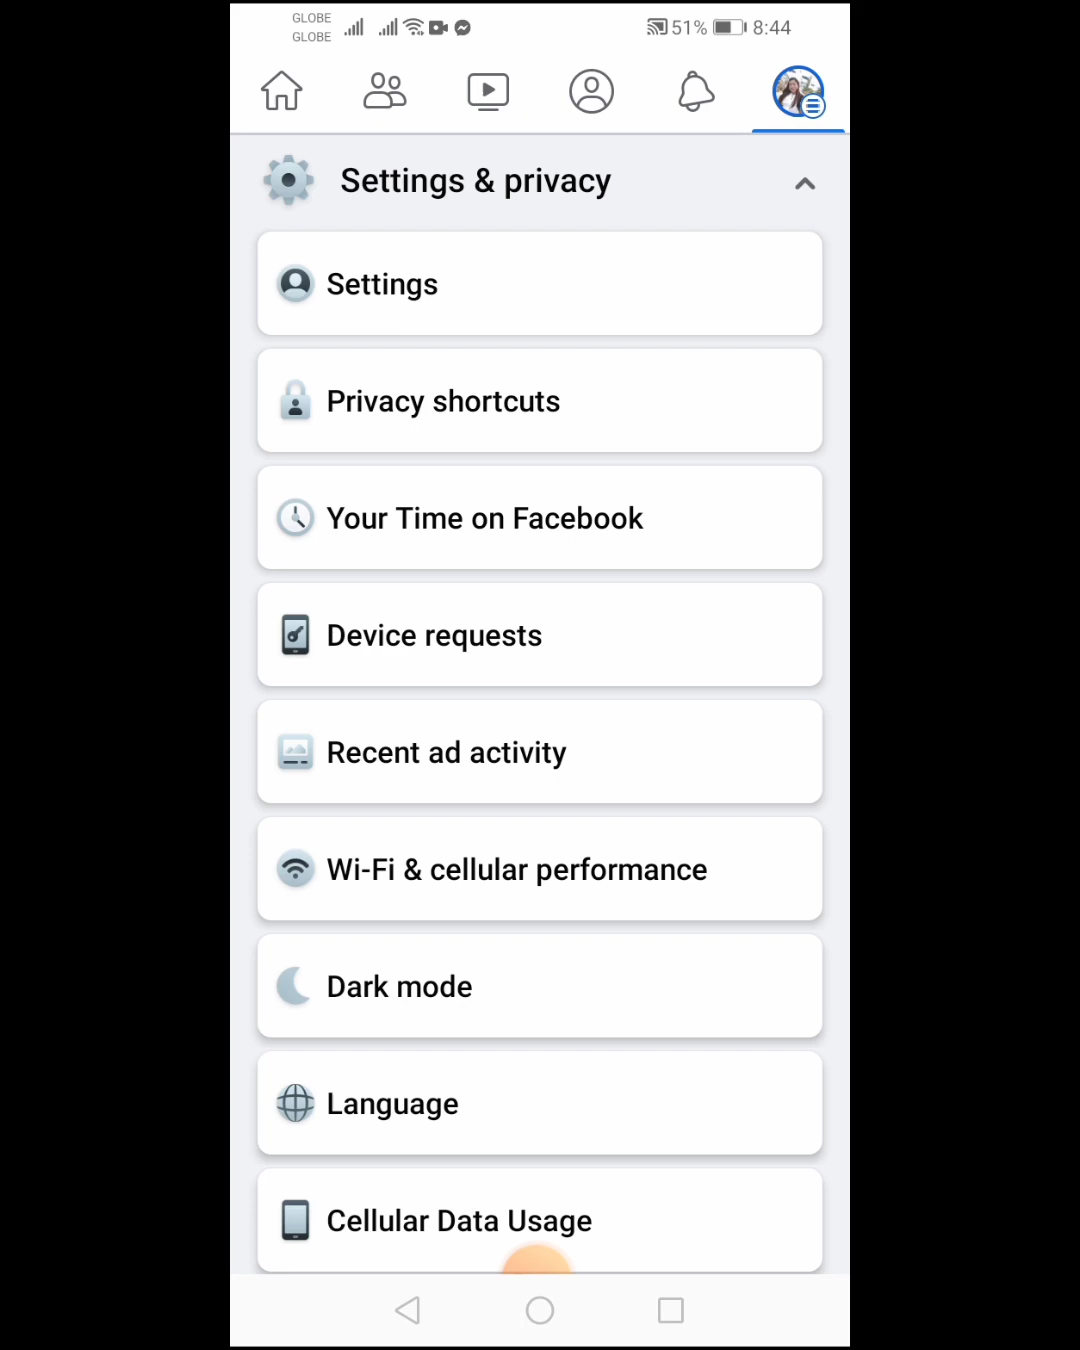 GLOBE
GLOBE
51% 8:44
Settings & privacy
Settings
Privacy shortcuts
Your Time on Facebook
Device requests
Recent ad activity
Wi-Fi & cellular performance
Dark mode
Language
Cellular Data Usage